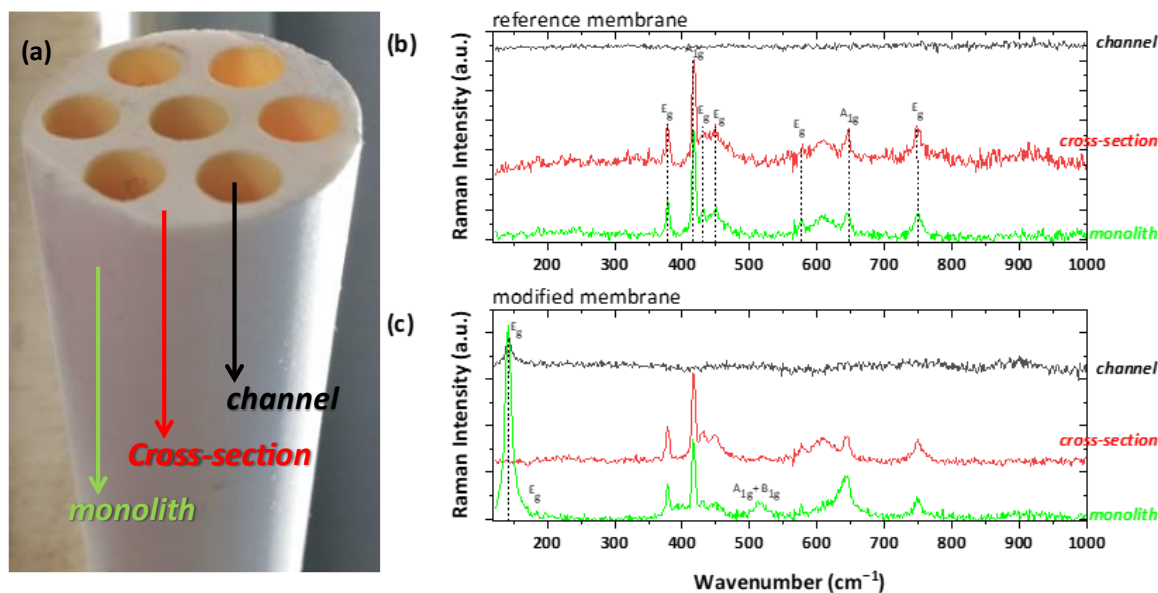 (a)
channel
Cross-section
monolith
(b)
reference membrane
Raman Intensity (a.u.)
channel
cross-section
monolith
A1g
Eg
Eg
Eg
Eg
A1g
Eg
200 300 400 500 600 700 800 900 1000
(c)
modified membrane
Raman Intensity (a.u.)
channel
cross-section
monolith
Eg
Eg
A1g + B1g
200 300 400 500 600 700 800 900 1000
Wavenumber (cm⁻¹)